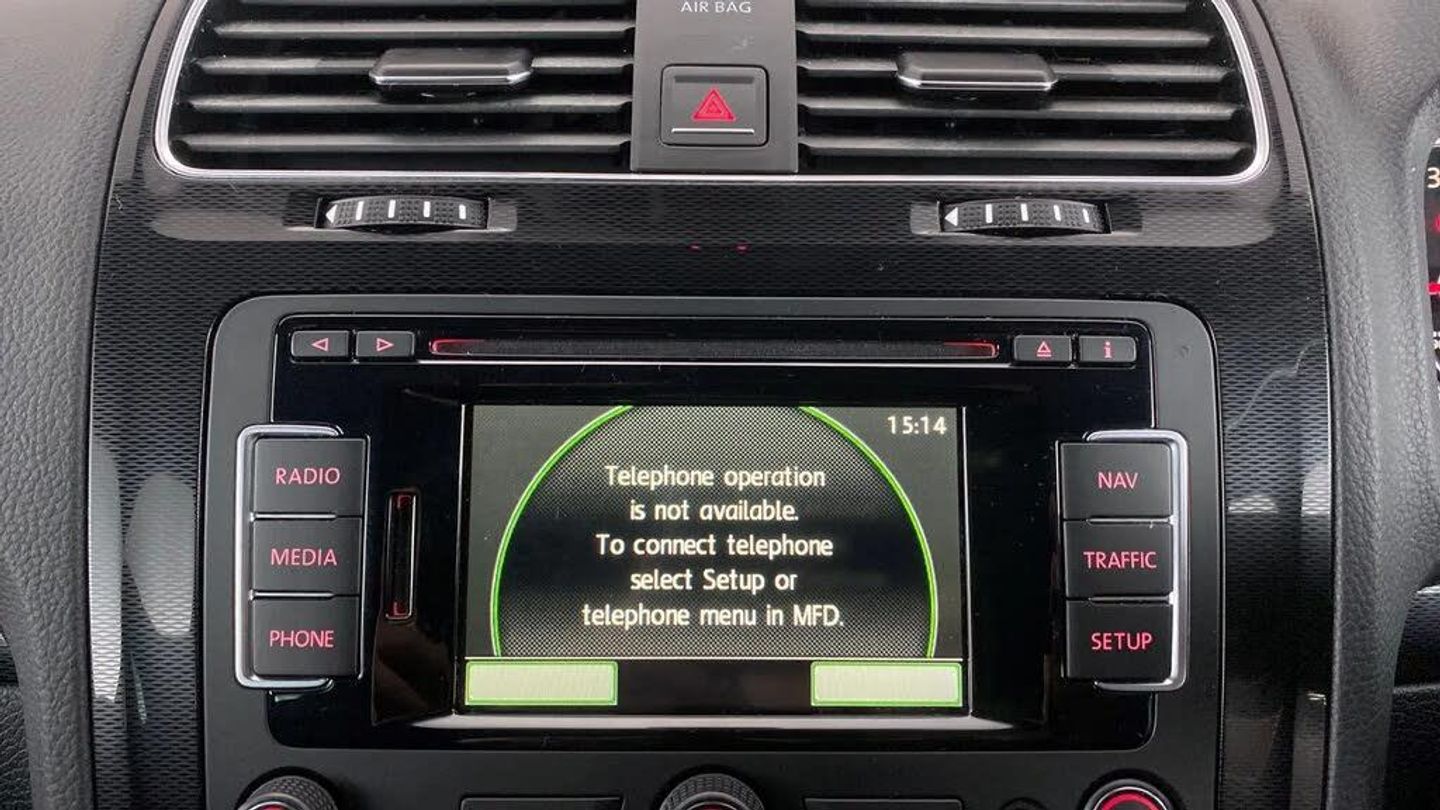 AIR BAG
RADIO
MEDIA
PHONE
15:14
Telephone operation
is not available.
To connect telephone
select Setup or
telephone menu in MFD.
NAV
TRAFFIC
SETUP